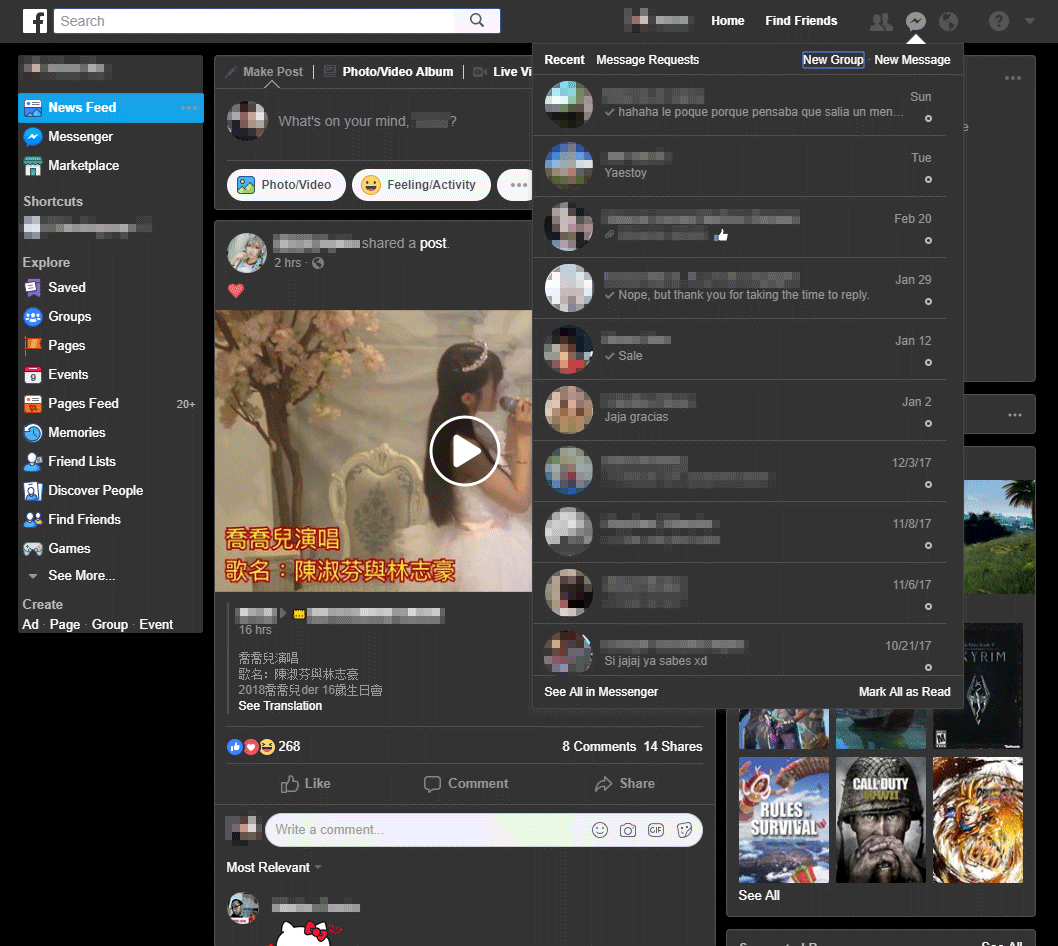 Search
Home
Find Friends
News Feed
Messenger
Marketplace
Shortcuts
Explore
Saved
Groups
Pages
Events
Pages Feed 20+
Memories
Friend Lists
Discover People
Find Friends
Games
See More...
Create
Ad · Page · Group · Event
Make Post
Photo/Video Album
Live Vi
What's on your mind, ?
Photo/Video
Feeling/Activity
shared a post.
2 hrs ·
喬喬兒演唱
歌名：陳淑芬與林志豪
16 hrs
喬喬兒演唱
歌名：陳淑芬與林志豪
2018喬喬兒der 16歲生日會
See Translation
268
8 Comments 14 Shares
Like
Comment
Share
Write a comment...
GIF
Most Relevant
Recent
Message Requests
New Group · New Message
Sun
hahaha le poque porque pensaba que salia un men...
Tue
Yaestoy
Feb 20
Jan 29
Nope, but thank you for taking the time to reply.
Jan 12
Sale
Jan 2
Jaja gracias
12/3/17
11/8/17
11/6/17
10/21/17
Si jajaj ya sabes xd
See All in Messenger
Mark All as Read
KYRIM
RULES OF SURVIVAL
CALL OF DUTY
WWII
See All
See All